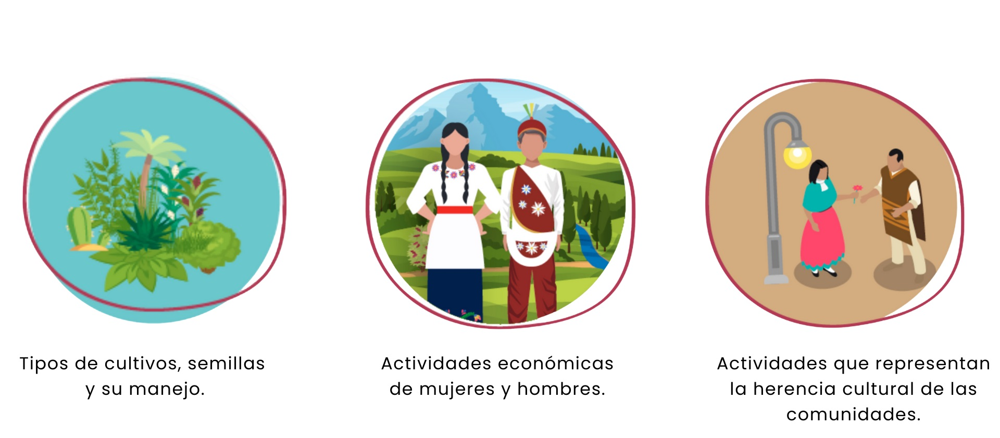 Tipos de cultivos, semillas
y su manejo.
Actividades económicas
de mujeres y hombres.
Actividades que representan
la herencia cultural de las
comunidades.